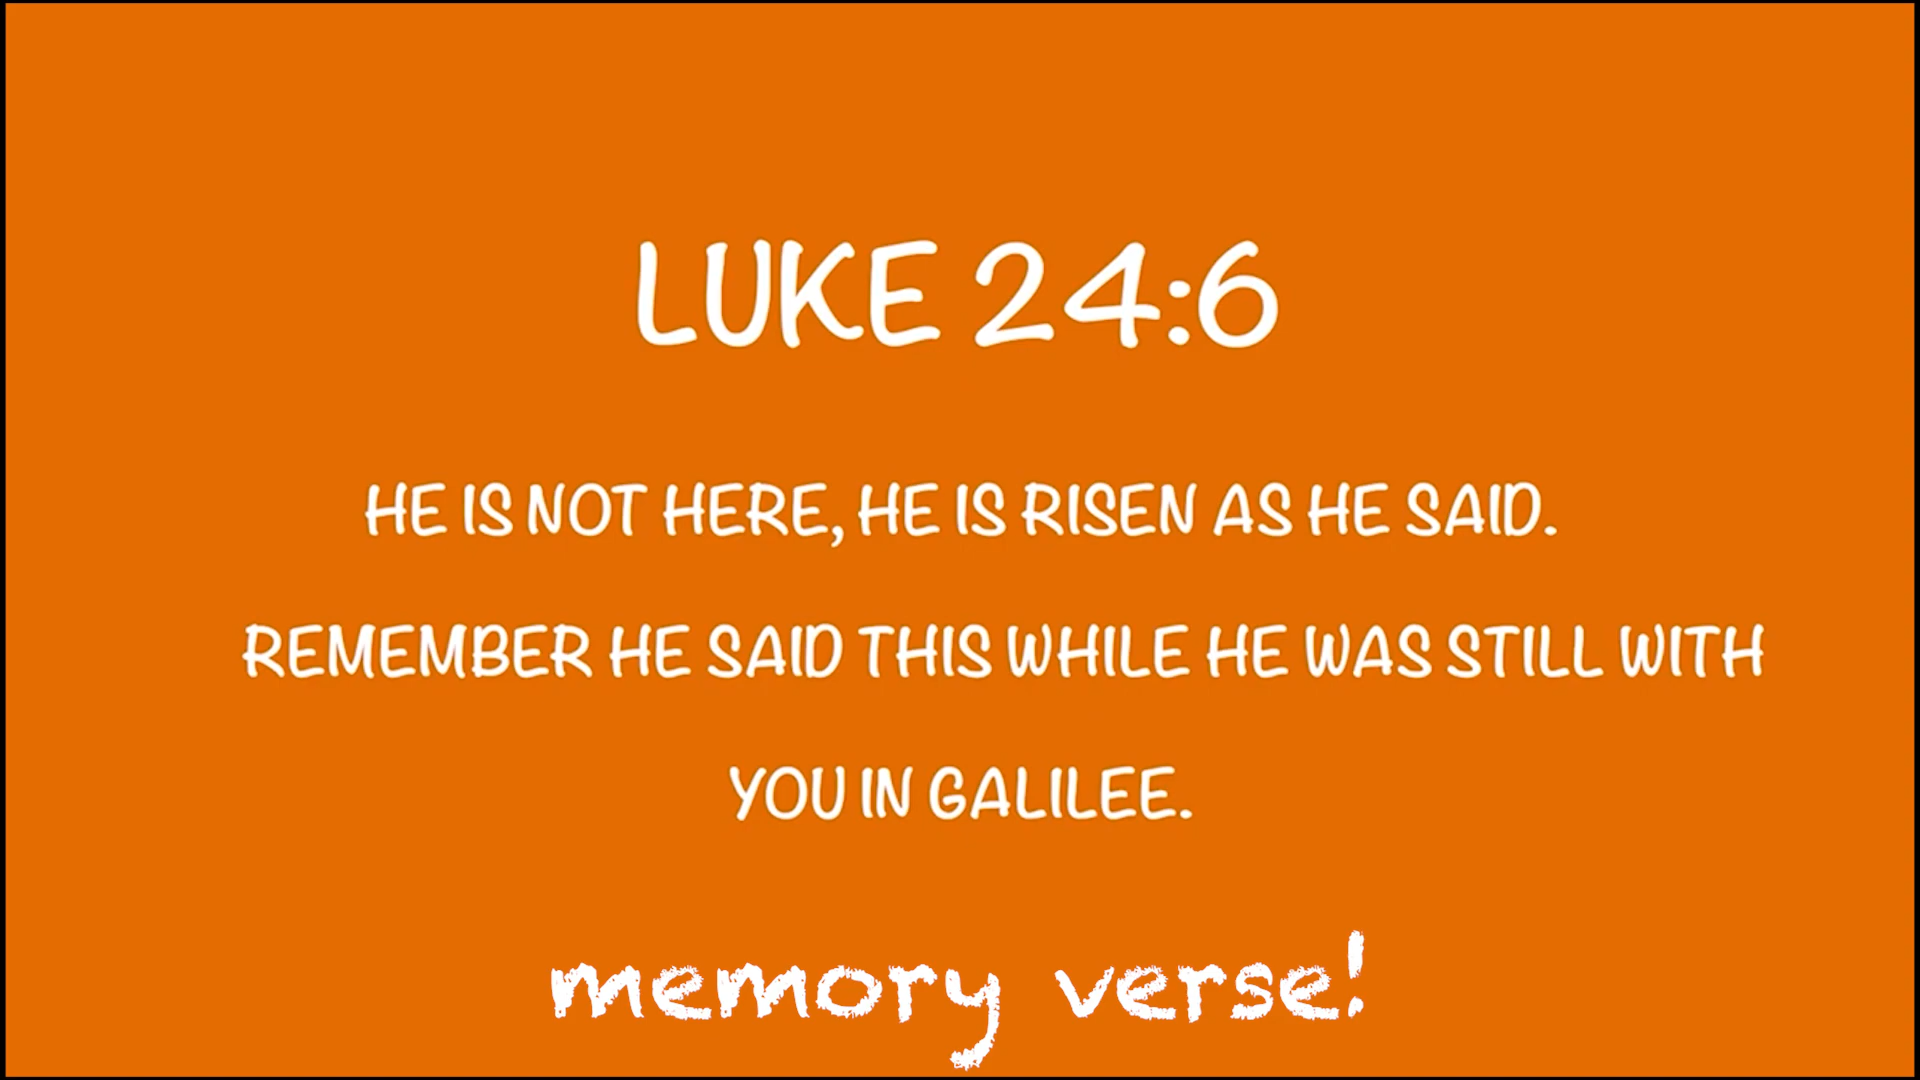 LUKE 24:6
HE IS NOT HERE, HE IS RISEN AS HE SAID.
REMEMBER HE SAID THIS WHILE HE WAS STILL WITH
YOU IN GALILEE.
memory verse!